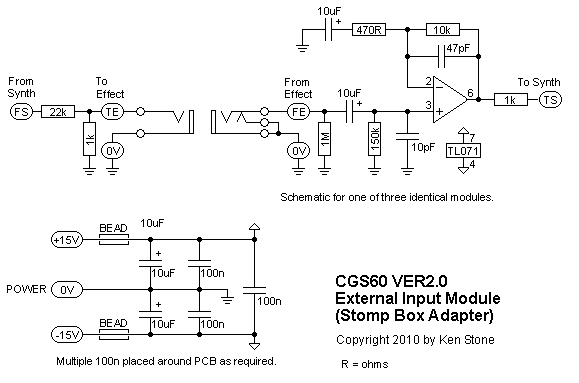 10uF
+
470R
10k
47pF
From
Synth
To
Effect
From
Effect
10uF
+
2
6
3
To Synth
FS
22k
TE
FE
1k
TS
1k
0V
0V
1M
150k
10pF
7
TL071
4
Schematic for one of three identical modules.
BEAD
10uF
+15V
+
10uF
100n
POWER
0V
100n
+
10uF
100n
BEAD
-15V
CGS60 VER2.0
External Input Module
(Stomp Box Adapter)
Copyright 2010 by Ken Stone
Multiple 100n placed around PCB as required.
R = ohms